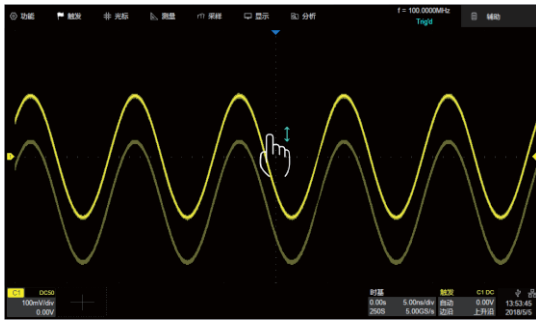 功能 触发 光标 测量 采样 显示 分析 f = 100.0000MHz 辅助
Trig'd
C1 DC50 时基 触发 C1 DC
100mV/div 0.00s 5.00ns/div 自动 0.00V 13:53:45
0.00V 250S 5.00GS/s 边沿 上升沿 2018/5/5